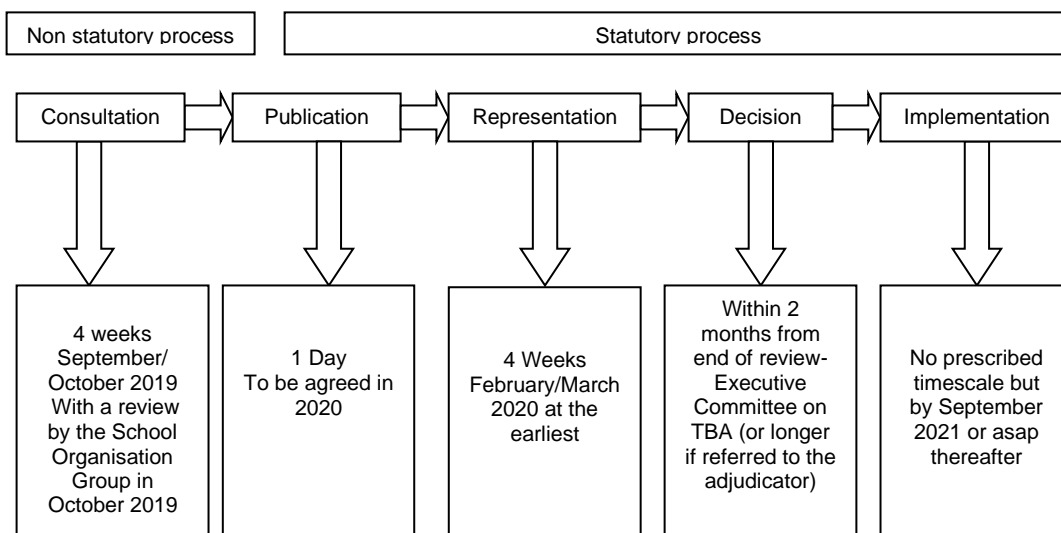 Non statutory process
Statutory process
Consultation
Publication
Representation
Decision
Implementation
4 weeks
September/
October 2019
With a review
by the School
Organisation
Group in
October 2019
1 Day
To be agreed in
2020
4 Weeks
February/March
2020 at the
earliest
Within 2
months from
end of review-
Executive
Committee on
TBA (or longer
if referred to the
adjudicator)
No prescribed
timescale but
by September
2021 or asap
thereafter